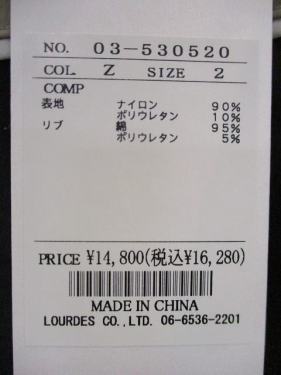 NO. 03-530520
COL. Z SIZE 2
COMP
表地 ナイロン 90%
ポリウレタン 10%
リブ 綿 95%
ポリウレタン 5%
PRICE ¥14,800(税込¥16,280)
MADE IN CHINA
LOURDES CO.,LTD. 06-6536-2201